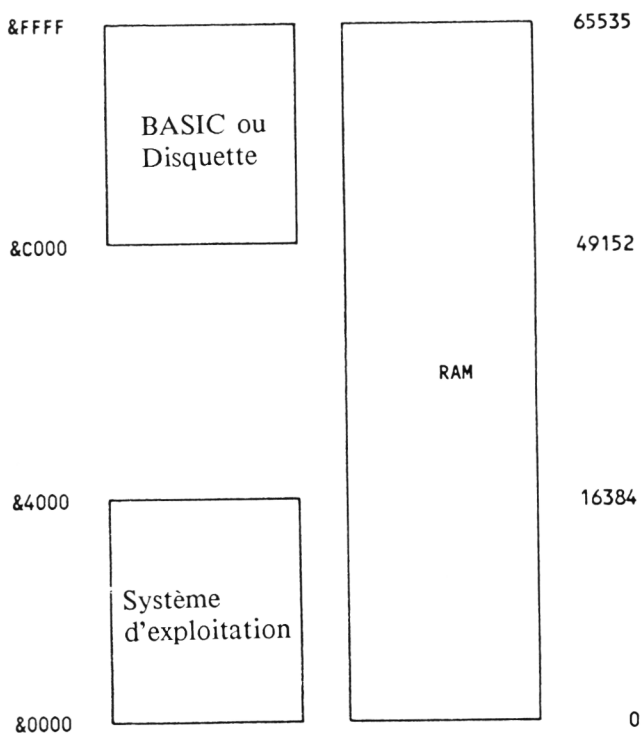 &FFFF
65535
BASIC ou
Disquette
&C000
49152
RAM
&4000
16384
Système
d'exploitation
&0000
0